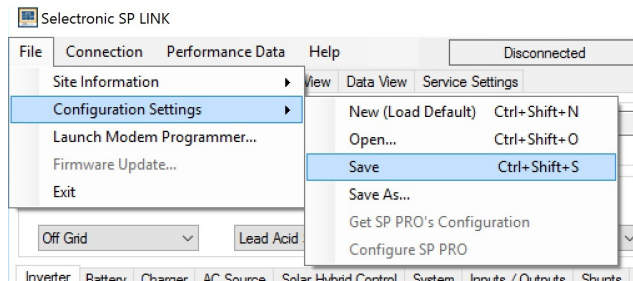 Selectronic SP LINK
File Connection Performance Data Help Disconnected
Site Information View Data View Service Settings
Configuration Settings New (Load Default) Ctrl+Shift+N
Launch Modem Programmer... Open... Ctrl+Shift+O
Firmware Update... Save Ctrl+Shift+S
Exit Save As...
Get SP PRO's Configuration
Off Grid Lead Acid Configure SP PRO
Inverter Battery Charger AC Source Solar Hybrid Control System Inputs / Outputs Shunts